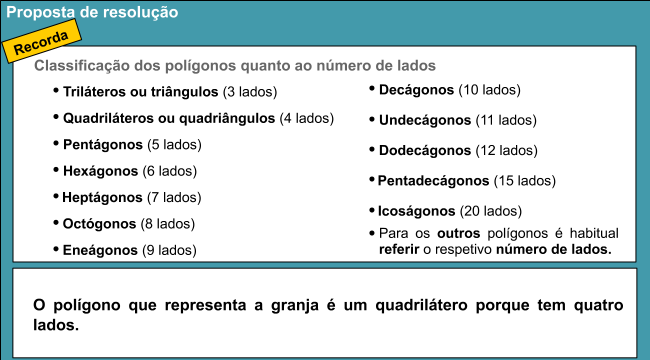 Proposta de resolução
Recorda
Classificação dos polígonos quanto ao número de lados
• Triláteros ou triângulos (3 lados)
• Quadriláteros ou quadriângulos (4 lados)
• Pentágonos (5 lados)
• Hexágonos (6 lados)
• Heptágonos (7 lados)
• Octógonos (8 lados)
• Eneágonos (9 lados)
• Decágonos (10 lados)
• Undecágonos (11 lados)
• Dodecágonos (12 lados)
• Pentadecágonos (15 lados)
• Icoságonos (20 lados)
• Para os outros polígonos é habitual
referir o respetivo número de lados.
O polígono que representa a granja é um quadrilátero porque tem quatro
lados.